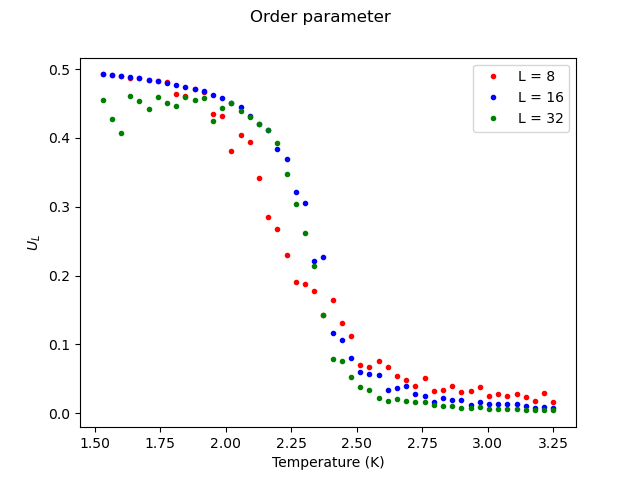 Order parameter
0.5
0.4
0.3
0.2
0.1
0.0
U_L
L = 8
L = 16
L = 32
1.50 1.75 2.00 2.25 2.50 2.75 3.00 3.25
Temperature (K)